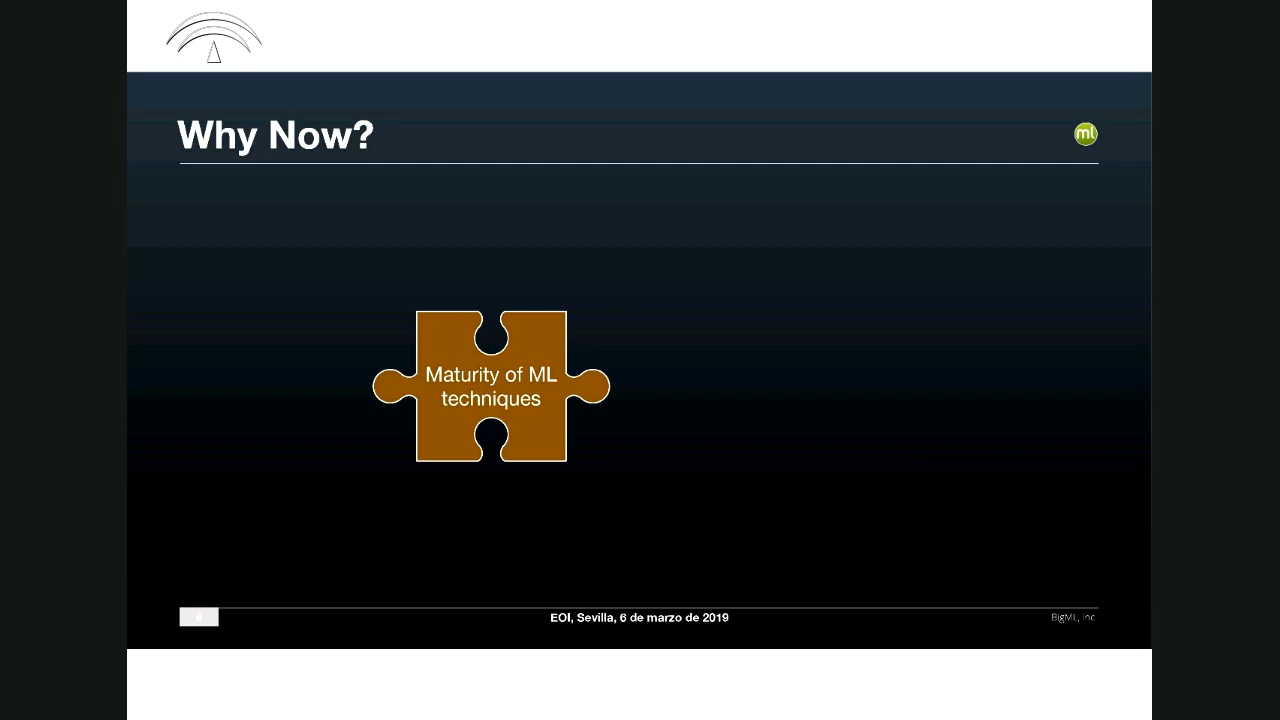 Why Now?
ml
Maturity of ML
techniques
EOI, Sevilla, 6 de marzo de 2019
BigML, Inc